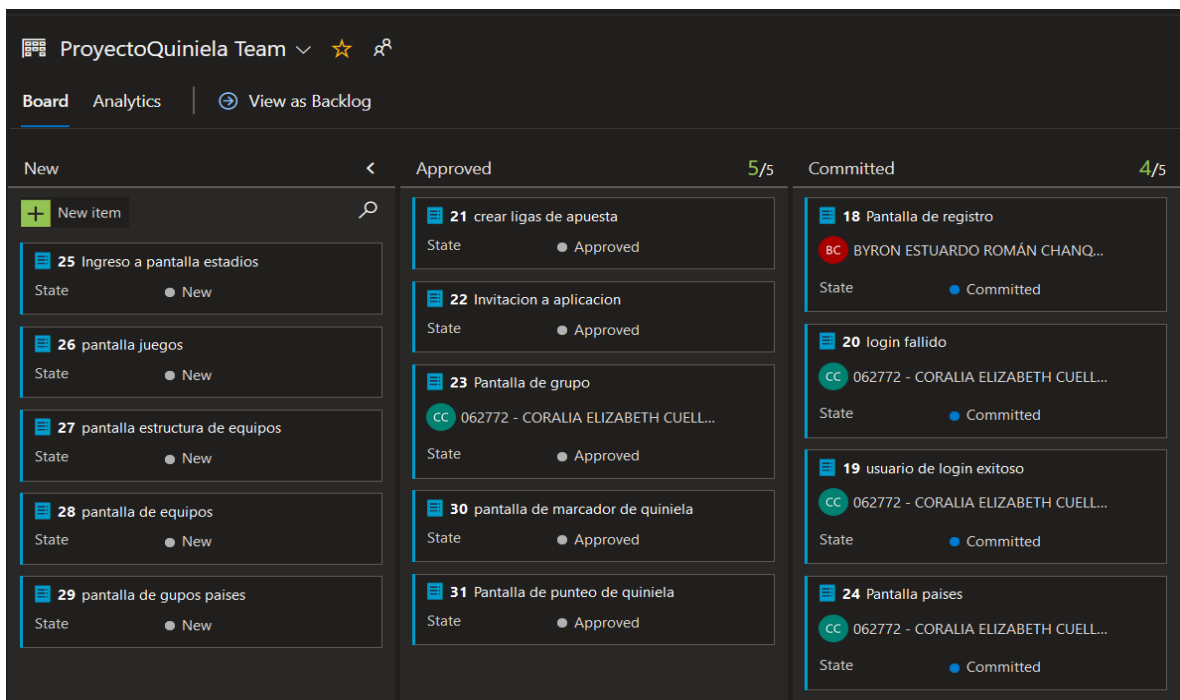 ProyectoQuiniela Team
Board Analytics View as Backlog
New
New item
25 Ingreso a pantalla estadios
State New
26 pantalla juegos
State New
27 pantalla estructura de equipos
State New
28 pantalla de equipos
State New
29 pantalla de gupos paises
State New
Approved 5/5
21 crear ligas de apuesta
State Approved
22 Invitacion a aplicacion
State Approved
23 Pantalla de grupo
CC 062772 - CORALIA ELIZABETH CUELL...
State Approved
30 pantalla de marcador de quiniela
State Approved
31 Pantalla de punteo de quiniela
State Approved
Committed 4/5
18 Pantalla de registro
BC BYRON ESTUARDO ROMÁN CHANQ...
State Committed
20 login fallido
CC 062772 - CORALIA ELIZABETH CUELL...
State Committed
19 usuario de login exitoso
CC 062772 - CORALIA ELIZABETH CUELL...
State Committed
24 Pantalla paises
CC 062772 - CORALIA ELIZABETH CUELL...
State Committed